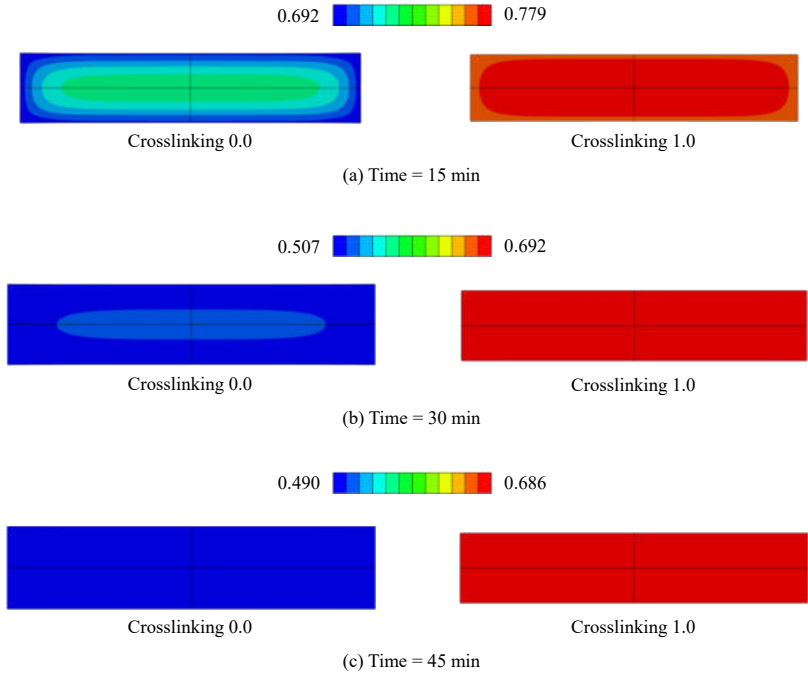 0.692 0.779
Crosslinking 0.0 Crosslinking 1.0
(a) Time = 15 min
0.507 0.692
Crosslinking 0.0 Crosslinking 1.0
(b) Time = 30 min
0.490 0.686
Crosslinking 0.0 Crosslinking 1.0
(c) Time = 45 min